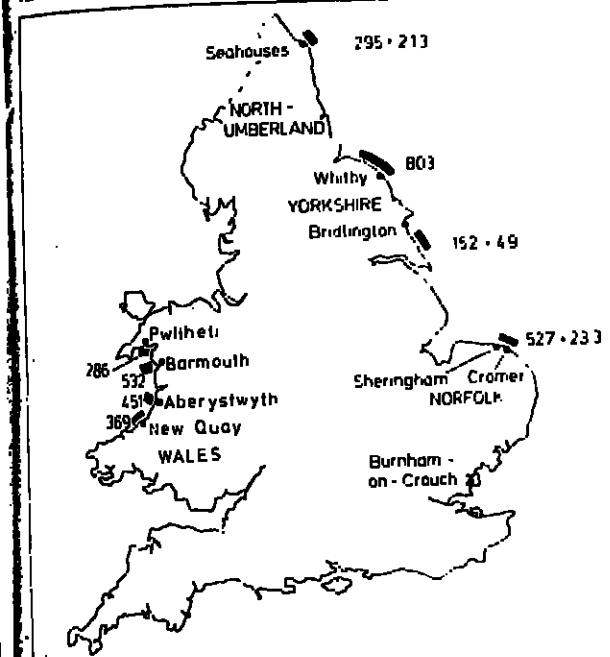 Seahouses 295 · 213
NORTH -
UMBERLAND
803
Whitby
YORKSHIRE
Bridlington
152 · 49
527 · 233
Pwllheli
286
Barmouth
532
Sheringham Cromer
NORFOLK
451 Aberystwyth
369 New Quay
WALES
Burnham -
on - Crouch